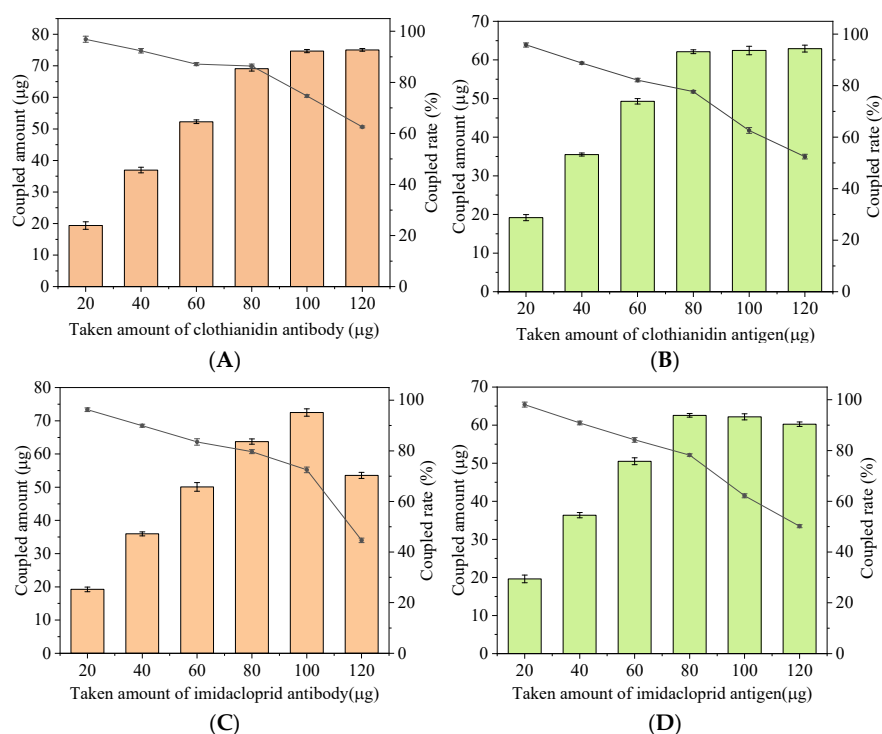 80
70
60
50
40
30
20
10
0
Coupled amount (μg)
100
80
60
40
20
0
Coupled rate (%)
20 40 60 80 100 120
Taken amount of clothianidin antibody (μg)
(A)
70
60
50
40
30
20
10
0
Coupled amount (μg)
100
80
60
40
20
0
Coupled rate (%)
20 40 60 80 100 120
Taken amount of clothianidin antigen(μg)
(B)
80
70
60
50
40
30
20
10
0
Coupled amount (μg)
100
80
60
40
20
0
Coupled rate (%)
20 40 60 80 100 120
Taken amount of imidacloprid antibody(μg)
(C)
70
60
50
40
30
20
10
0
Coupled amount (μg)
100
80
60
40
20
0
Coupled rate (%)
20 40 60 80 100 120
Taken amount of imidacloprid antigen(μg)
(D)